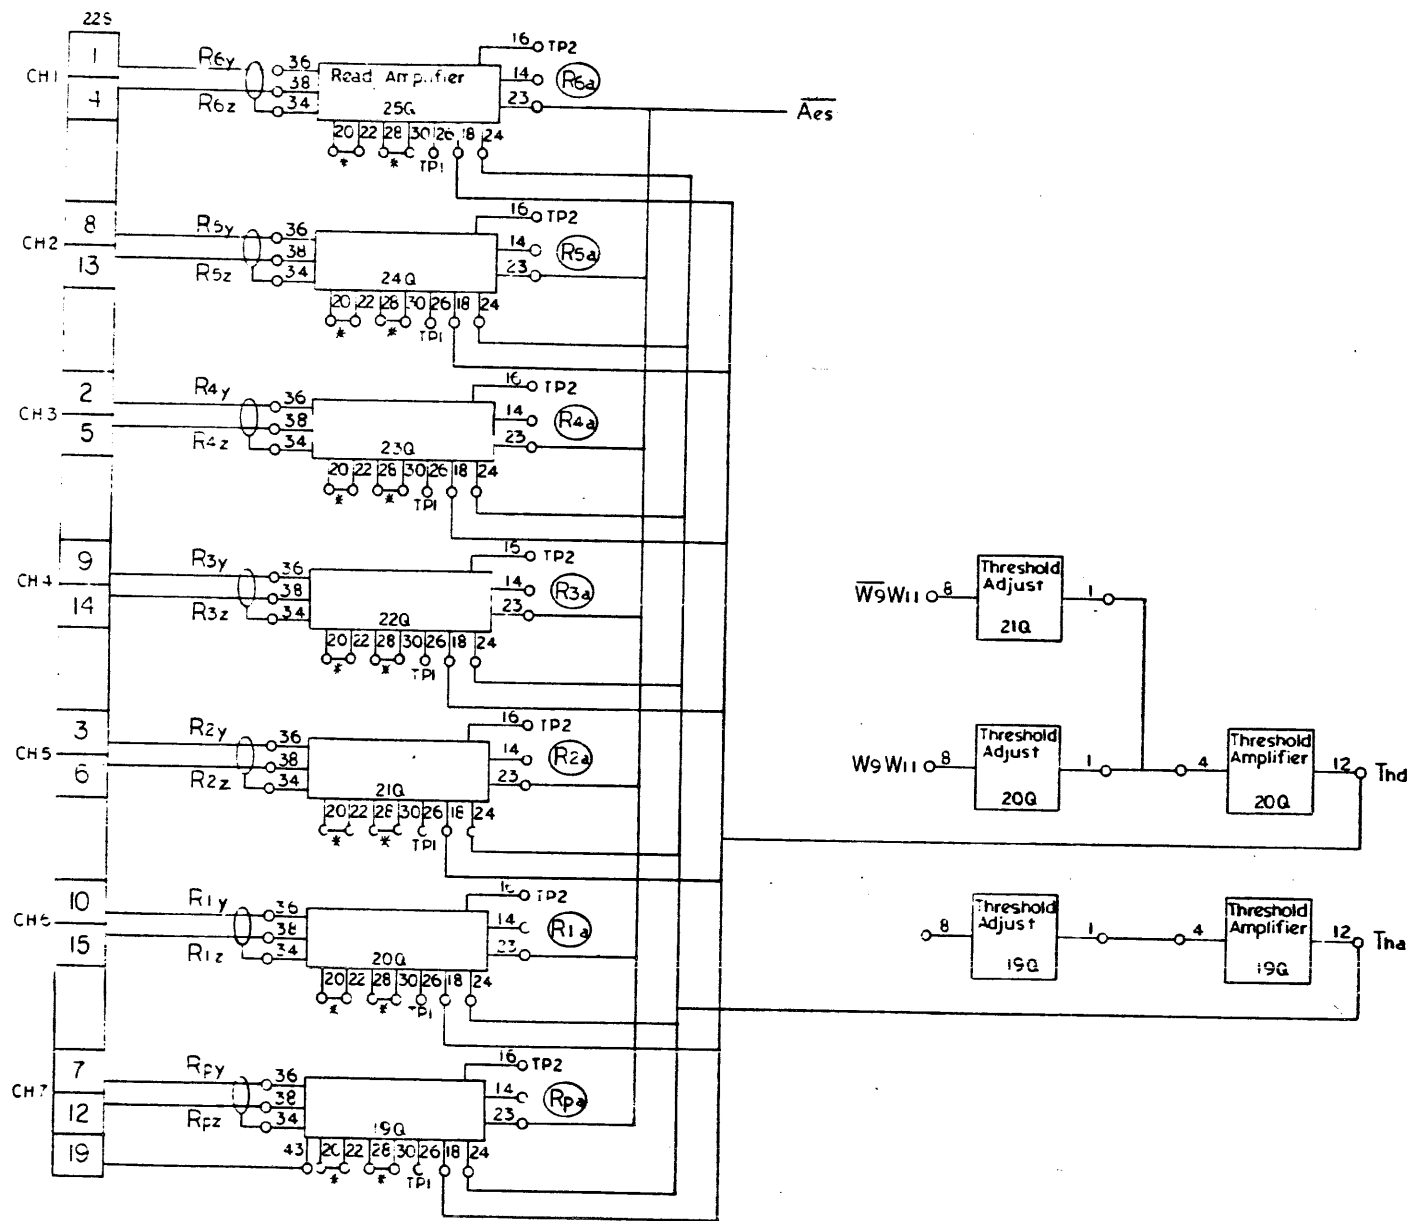 22S
CH1 1 R6y 36 Read Amplifier 16 TP2
38 14 R6a
4 R6z 34 25Q 23 Aes
20 22 28 30 26 18 24
* * TP1
CH2 8 R5y 36 16 TP2
38 14 R5a
13 R5z 34 24Q 23
20 22 28 30 26 18 24
* * TP1
CH3 2 R4y 36 16 TP2
38 14 R4a
5 R4z 34 23Q 23
20 22 28 30 26 18 24
* * TP1
CH4 9 R3y 36 16 TP2
38 14 R3a
14 R3z 34 22Q 23
20 22 28 30 26 18 24
* * TP1
CH5 3 R2y 36 16 TP2
38 14 R2a
6 R2z 34 21Q 23
20 22 28 30 26 18 24
* * TP1
CH6 10 R1y 36 16 TP2
38 14 R1a
15 R1z 34 20Q 23
20 22 28 30 26 18 24
* * TP1
CH7 7 Rpy 36 16 TP2
38 14 Rpa
12 Rpz 34 19Q 23
19 43 20 22 28 30 26 18 24
* * TP1
W̅9̅ W11 8 Threshold
Adjust
21Q 1
W9 W11 8 Threshold
Adjust
20Q 1
4 Threshold
Amplifier
20Q 12 Thd
8 Threshold
Adjust
19Q 1
4 Threshold
Amplifier
19Q 12 Tha